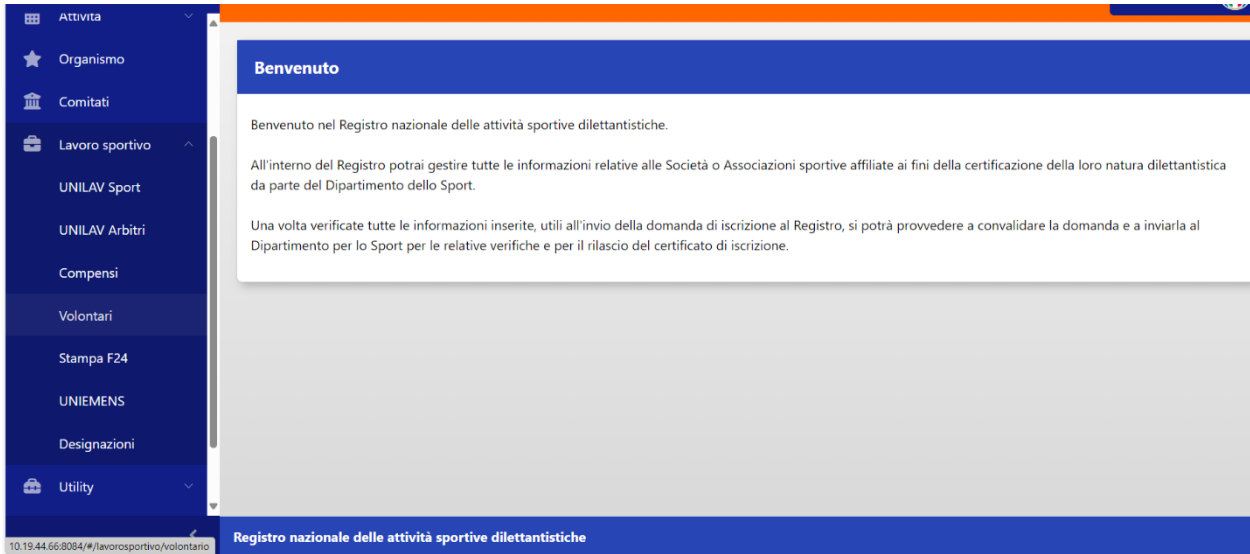 Attività
Organismo
Comitati
Lavoro sportivo
UNILAV Sport
UNILAV Arbitri
Compensi
Volontari
Stampa F24
UNIEMENS
Designazioni
Utility
10.19.44.66:8084/#/lavorosportivo/volontario
Benvenuto
Benvenuto nel Registro nazionale delle attività sportive dilettantistiche.
All'interno del Registro potrai gestire tutte le informazioni relative alle Società o Associazioni sportive affiliate ai fini della certificazione della loro natura dilettantistica
da parte del Dipartimento dello Sport.
Una volta verificate tutte le informazioni inserite, utili all'invio della domanda di iscrizione al Registro, si potrà provvedere a convalidare la domanda e a inviarla al
Dipartimento per lo Sport per le relative verifiche e per il rilascio del certificato di iscrizione.
Registro nazionale delle attività sportive dilettantistiche